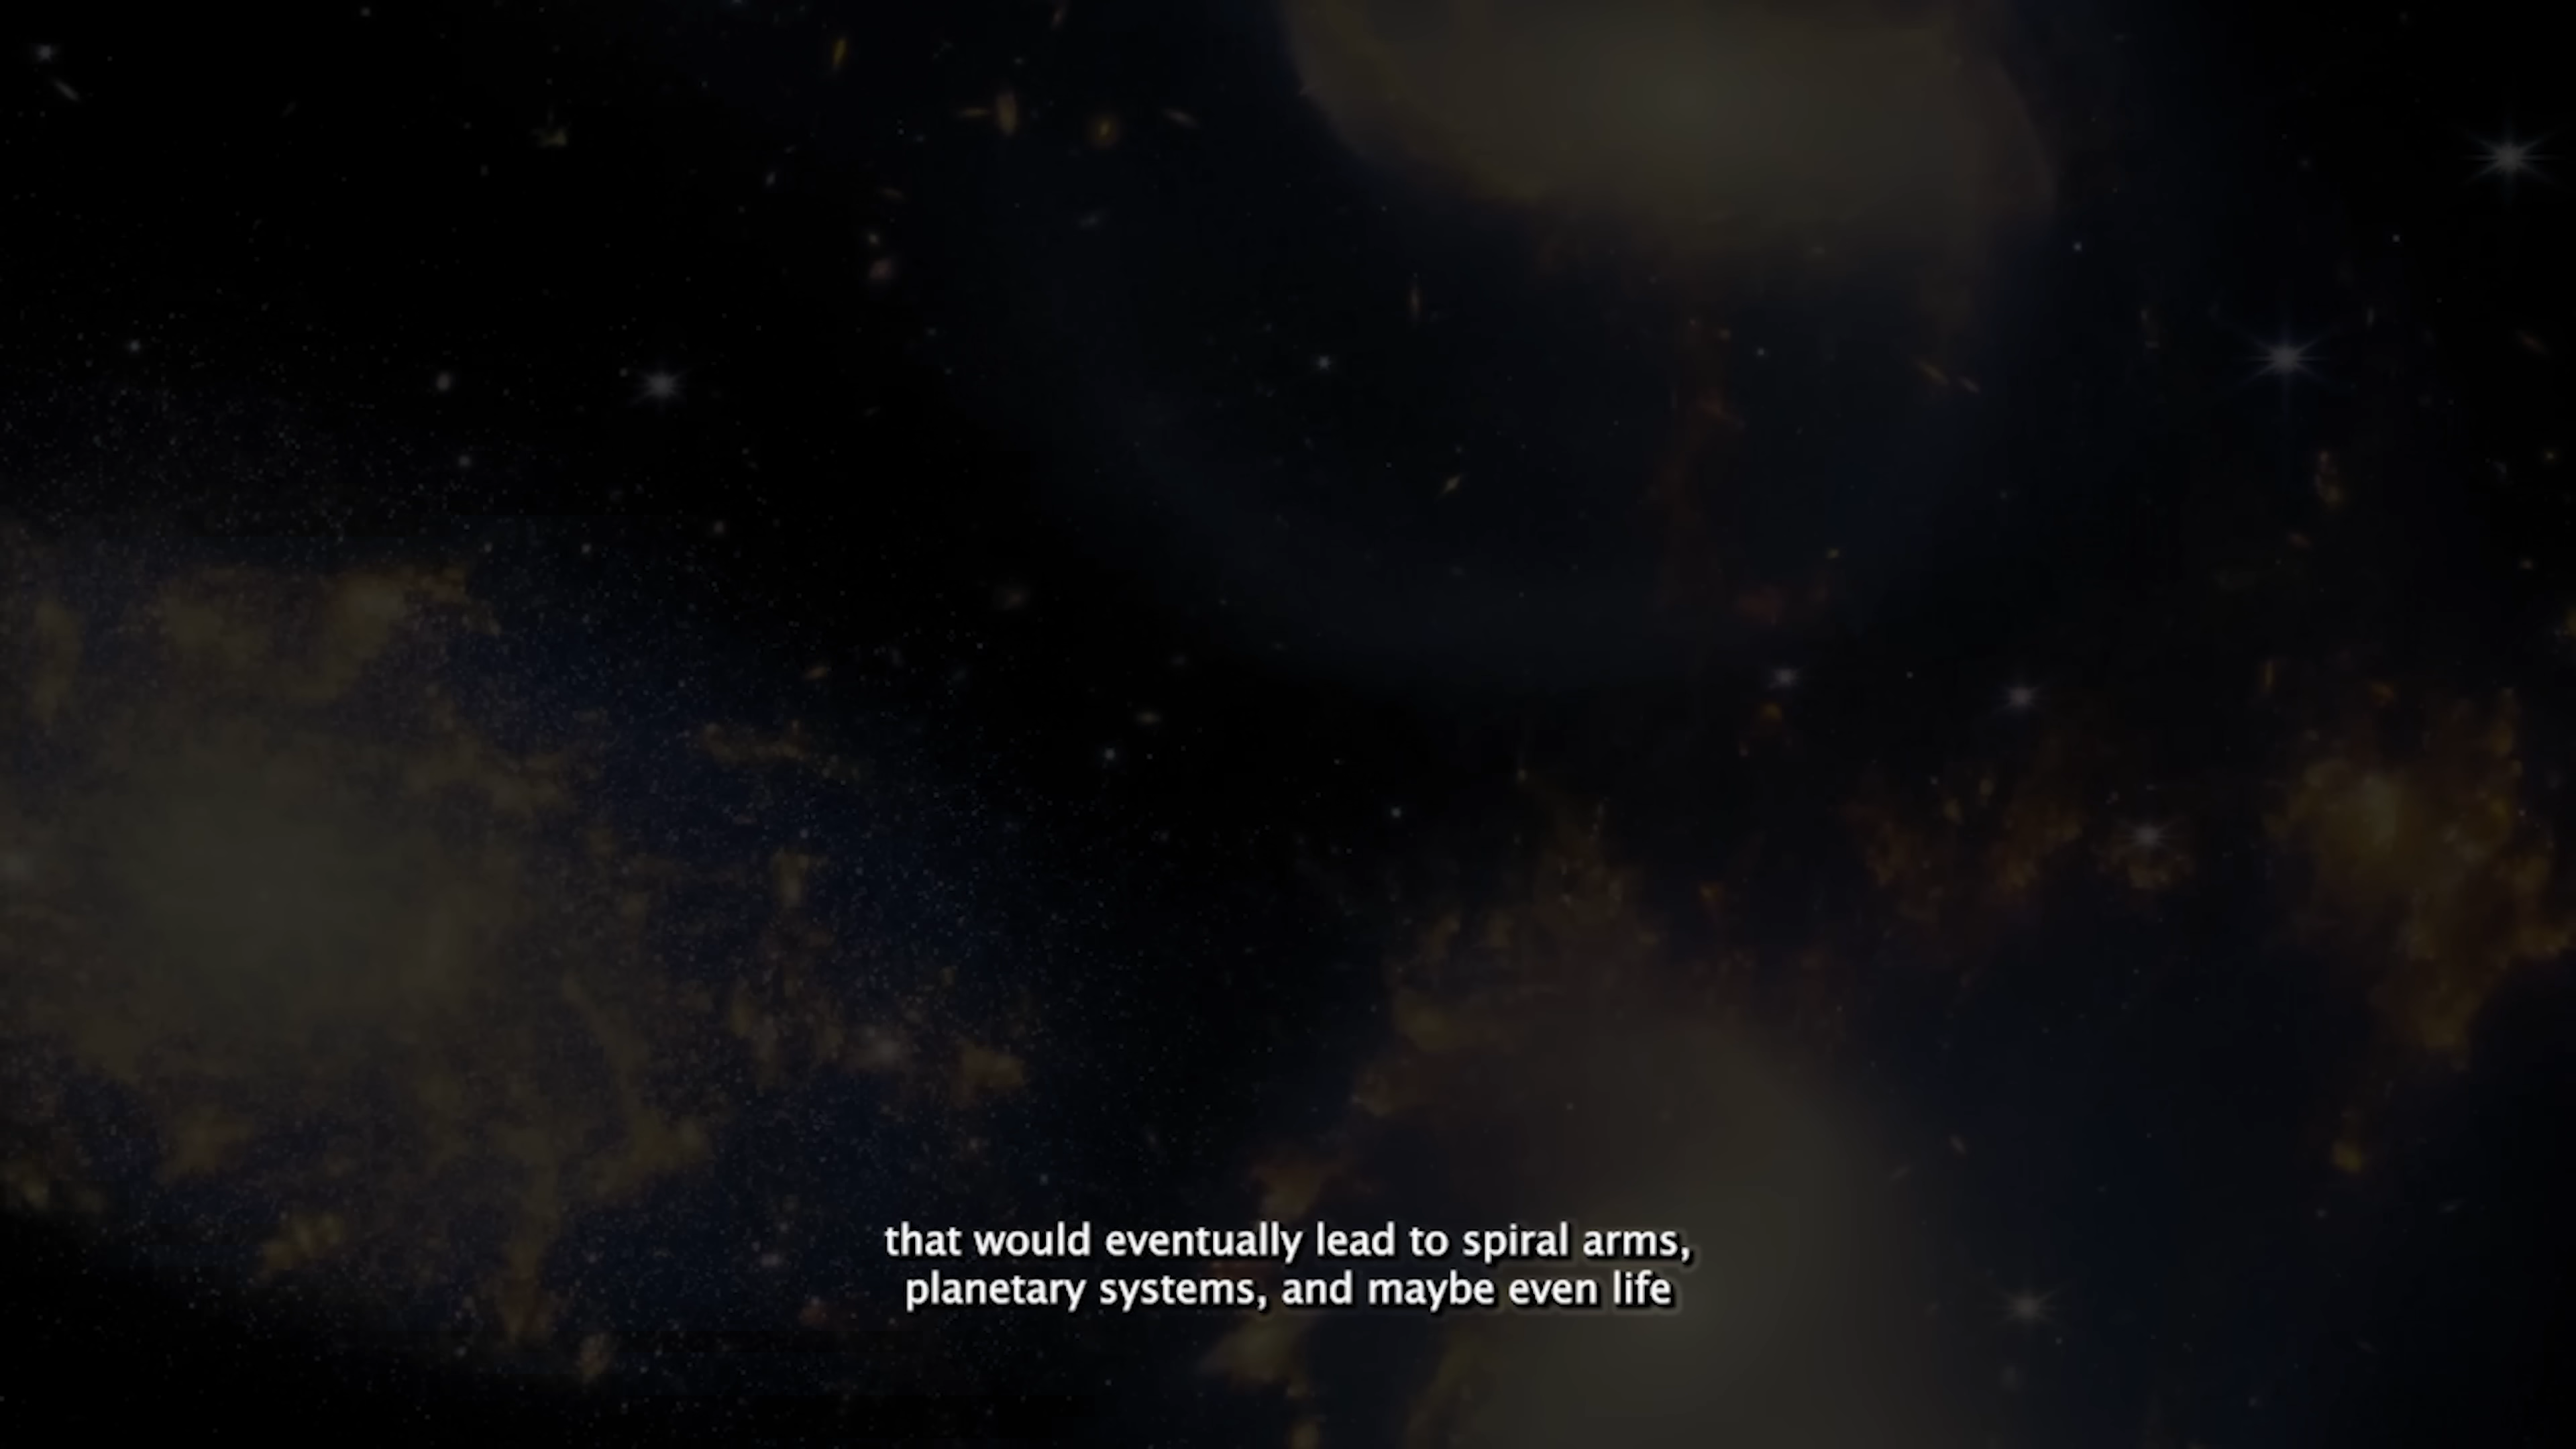 that would eventually lead to spiral arms,
planetary systems, and maybe even life